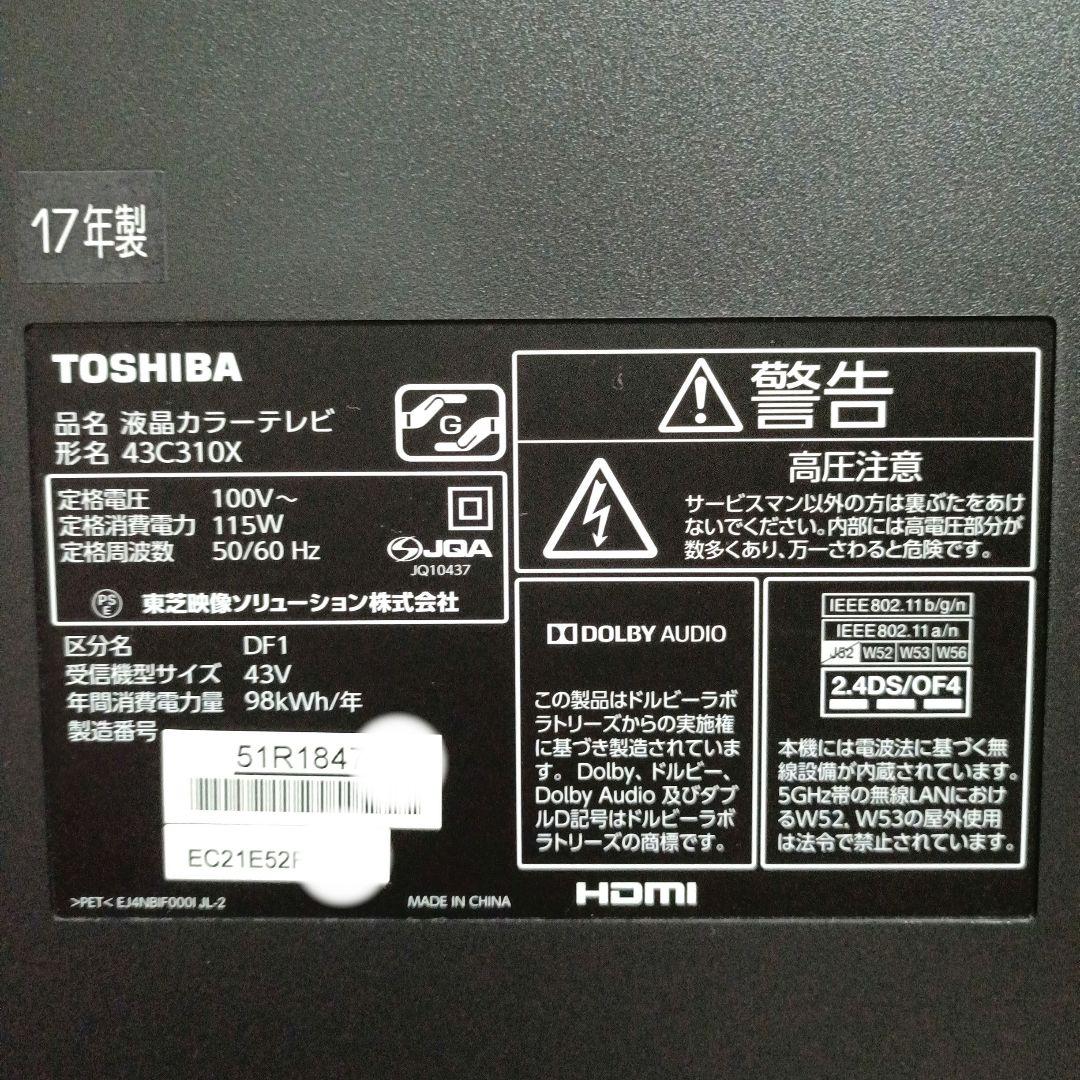 17年製
TOSHIBA
品名 液晶カラーテレビ
形名 43C310X
G
定格電圧 100V～
定格消費電力 115W
定格周波数 50/60 Hz
JQA
JQ10437
PSE 東芝映像ソリューション株式会社
区分名 DF1
受信機型サイズ 43V
年間消費電力量 98kWh/年
製造番号
51R1847
EC21E52F
>PET< EJ4NBIF000I JL-2
MADE IN CHINA
警告
高圧注意
サービスマン以外の方は裏ぶたをあけ
ないでください。内部には高電圧部分が
数多くあり、万一さわると危険です。
DOLBY AUDIO
この製品はドルビーラボ
ラトリーズからの実施権
に基づき製造されていま
す。Dolby、ドルビー、
Dolby Audio 及びダブ
ルD記号はドルビーラボ
ラトリーズの商標です。
IEEE802.11b/g/n
IEEE802.11a/n
J52 W52 W53 W56
2.4DS/OF4
本機には電波法に基づく無
線設備が内蔵されています。
5GHz帯の無線LANにおけ
るW52、W53の屋外使用
は法令で禁止されています。
HDMI